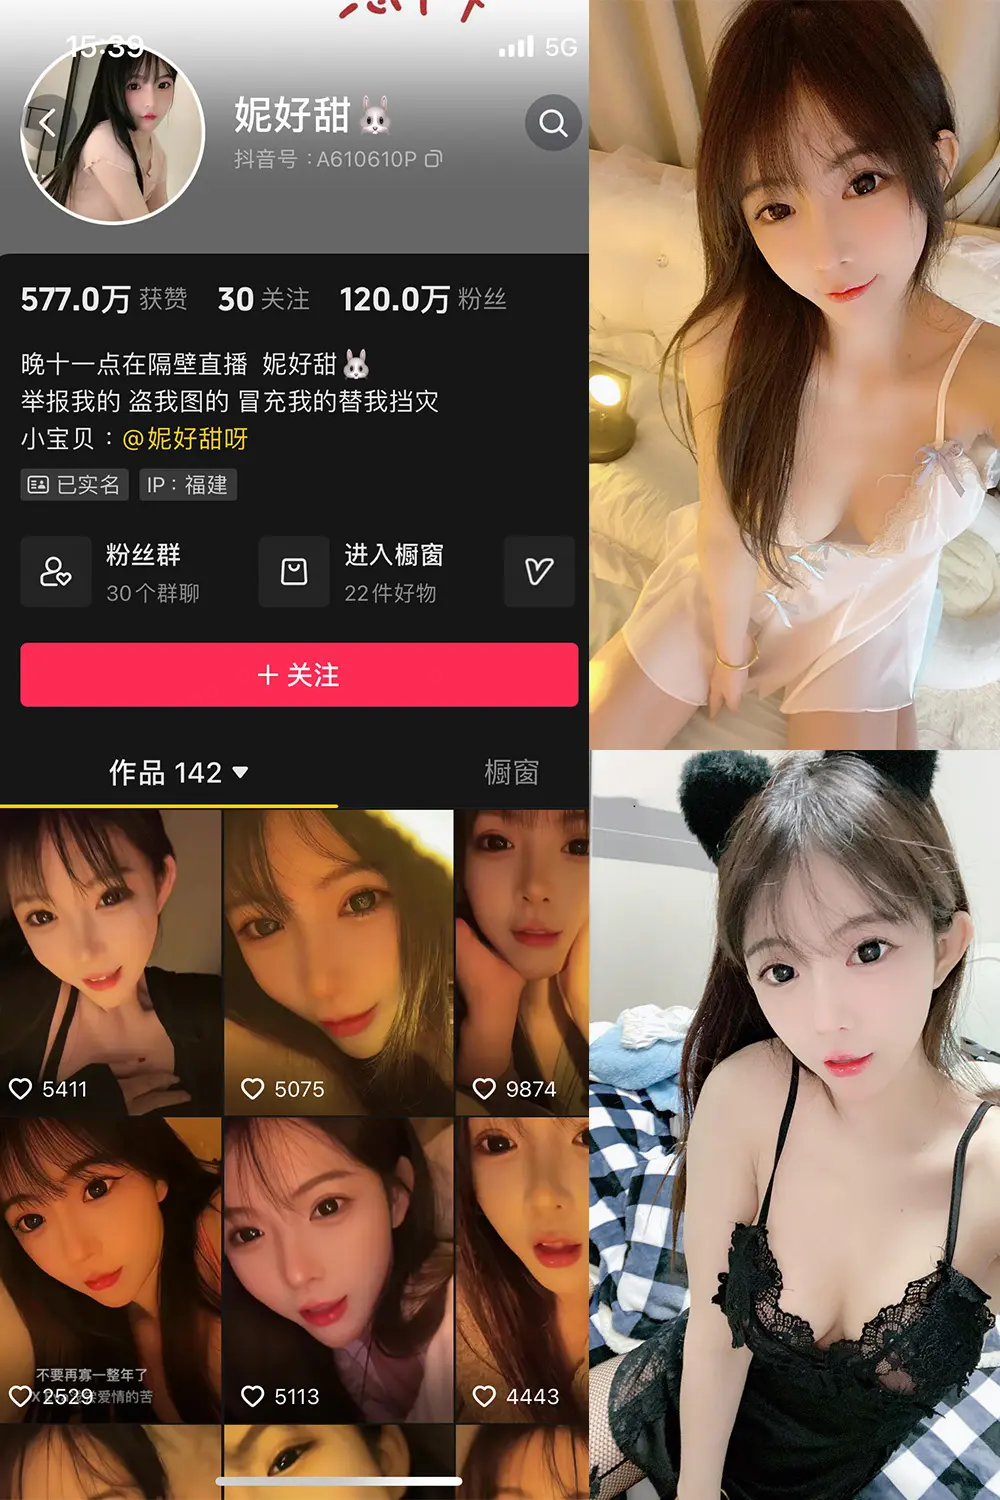 15:39
5G
妮好甜🐰
抖音号：A610610P
577.0万 获赞 30 关注 120.0万 粉丝
晚十一点在隔壁直播 妮好甜🐰
举报我的 盗我图的 冒充我的替我挡灾
小宝贝：@妮好甜呀
已实名 IP：福建
粉丝群
30个群聊
进入橱窗
22件好物
+ 关注
作品 142 橱窗
5411
5075
9874
不要再寡一整年了
爱情的苦
2529
5113
4443